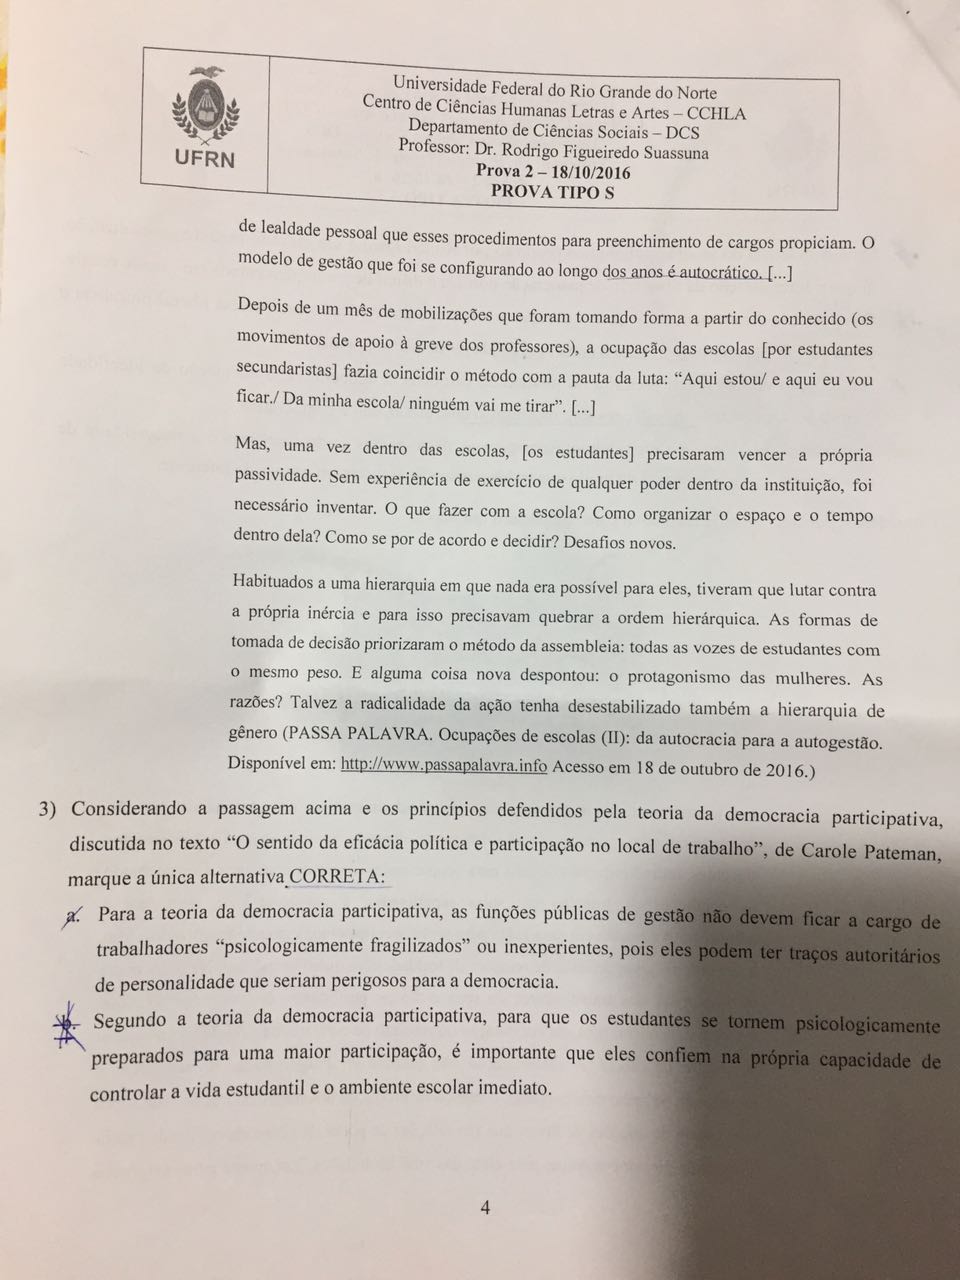 UFRN
Universidade Federal do Rio Grande do Norte
Centro de Ciências Humanas Letras e Artes – CCHLA
Departamento de Ciências Sociais – DCS
Professor: Dr. Rodrigo Figueiredo Suassuna
Prova 2 – 18/10/2016
PROVA TIPO S
de lealdade pessoal que esses procedimentos para preenchimento de cargos propiciam. O
modelo de gestão que foi se configurando ao longo dos anos é autocrático. [...]
Depois de um mês de mobilizações que foram tomando forma a partir do conhecido (os
movimentos de apoio à greve dos professores), a ocupação das escolas [por estudantes
secundaristas] fazia coincidir o método com a pauta da luta: “Aqui estou/ e aqui eu vou
ficar./ Da minha escola/ ninguém vai me tirar”. [...]
Mas, uma vez dentro das escolas, [os estudantes] precisaram vencer a própria
passividade. Sem experiência de exercício de qualquer poder dentro da instituição, foi
necessário inventar. O que fazer com a escola? Como organizar o espaço e o tempo
dentro dela? Como se por de acordo e decidir? Desafios novos.
Habituados a uma hierarquia em que nada era possível para eles, tiveram que lutar contra
a própria inércia e para isso precisavam quebrar a ordem hierárquica. As formas de
tomada de decisão priorizaram o método da assembleia: todas as vozes de estudantes com
o mesmo peso. E alguma coisa nova despontou: o protagonismo das mulheres. As
razões? Talvez a radicalidade da ação tenha desestabilizado também a hierarquia de
gênero (PASSA PALAVRA. Ocupações de escolas (II): da autocracia para a autogestão.
Disponível em: http://www.passapalavra.info Acesso em 18 de outubro de 2016.)
3) Considerando a passagem acima e os princípios defendidos pela teoria da democracia participativa,
discutida no texto “O sentido da eficácia política e participação no local de trabalho”, de Carole Pateman,
marque a única alternativa CORRETA:
a. Para a teoria da democracia participativa, as funções públicas de gestão não devem ficar a cargo de
trabalhadores “psicologicamente fragilizados” ou inexperientes, pois eles podem ter traços autoritários
de personalidade que seriam perigosos para a democracia.
b. Segundo a teoria da democracia participativa, para que os estudantes se tornem psicologicamente
preparados para uma maior participação, é importante que eles confiem na própria capacidade de
controlar a vida estudantil e o ambiente escolar imediato.
4